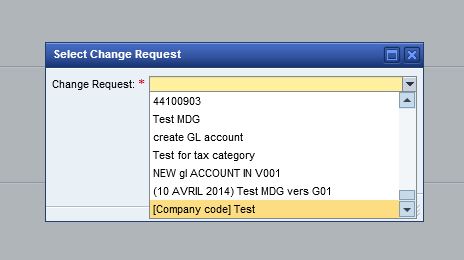 Select Change Request
Change Request: *
44100903
Test MDG
create GL account
Test for tax category
NEW gl ACCOUNT IN V001
(10 AVRIL 2014) Test MDG vers G01
[Company code] Test